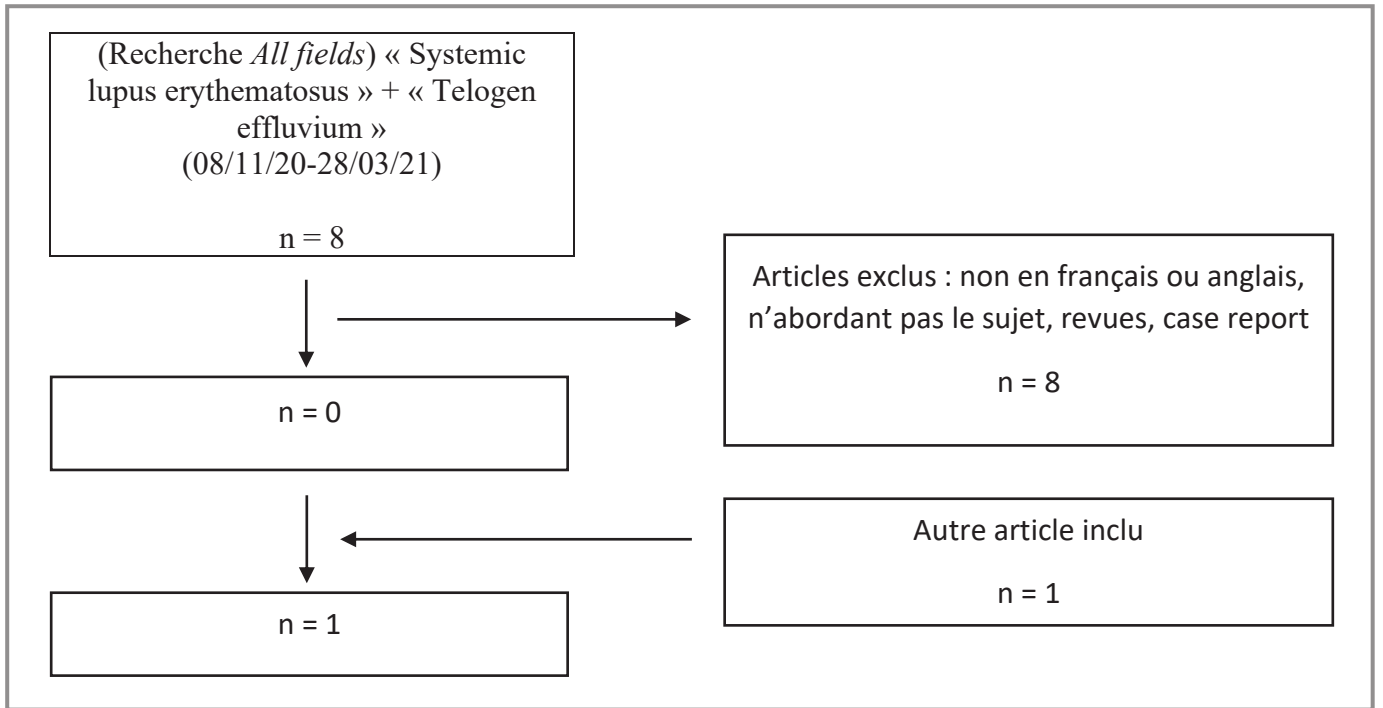 (Recherche All fields) « Systemic
lupus erythematosus » + « Telogen
effluvium »
(08/11/20-28/03/21)
n = 8
Articles exclus : non en français ou anglais,
n’abordant pas le sujet, revues, case report
n = 8
n = 0
Autre article inclu
n = 1
n = 1